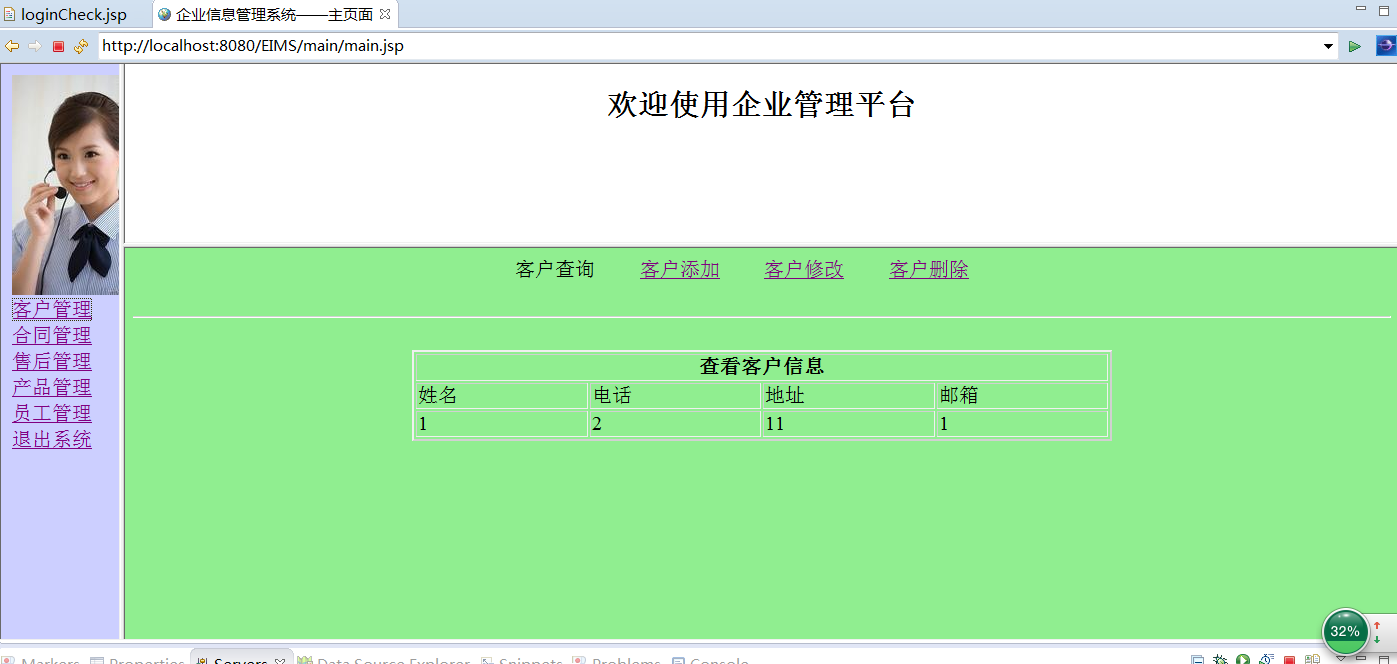 loginCheck.jsp
企业信息管理系统——主页面
http://localhost:8080/EIMS/main/main.jsp
欢迎使用企业管理平台
客户管理
合同管理
售后管理
产品管理
员工管理
退出系统
客户查询 客户添加 客户修改 客户删除
查看客户信息
姓名 电话 地址 邮箱
1 2 11 1
32%
Markers Properties Servers Data Source Explorer Snippets Problems Console